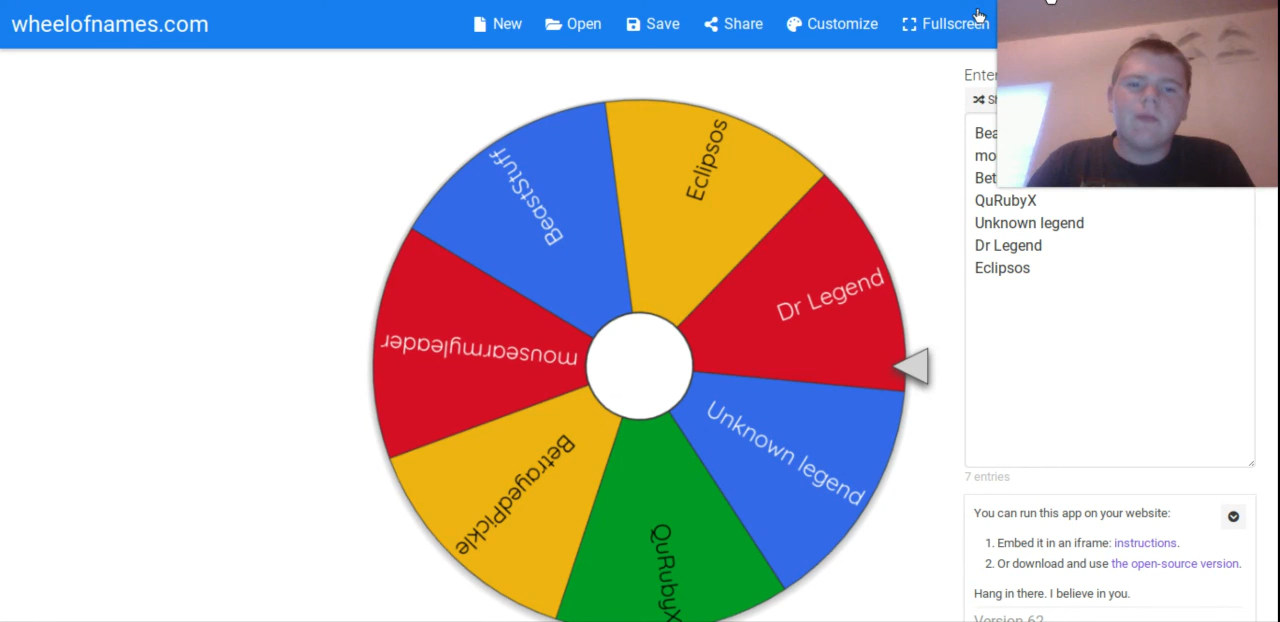 wheelofnames.com
New
Open
Save
Share
Customize
Fullscreen
Eclipsos
BeastStuff
Dr Legend
mousearmyleader
Unknown legend
BetrayedPickle
QuRubyX
Enter
Sh
Bea
mo
Bet
QuRubyX
Unknown legend
Dr Legend
Eclipsos
7 entries
You can run this app on your website:
1. Embed it in an iframe: instructions.
2. Or download and use the open-source version.
Hang in there. I believe in you.
Version 62